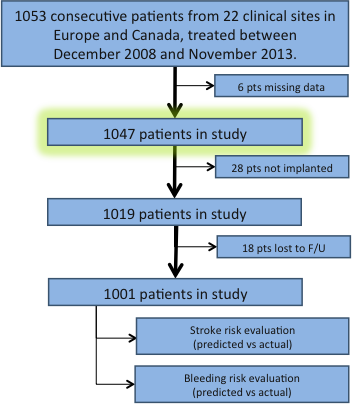 1053 consecutive patients from 22 clinical sites in
Europe and Canada, treated between
December 2008 and November 2013.
6 pts missing data
1047 patients in study
28 pts not implanted
1019 patients in study
18 pts lost to F/U
1001 patients in study
Stroke risk evaluation
(predicted vs actual)
Bleeding risk evaluation
(predicted vs actual)